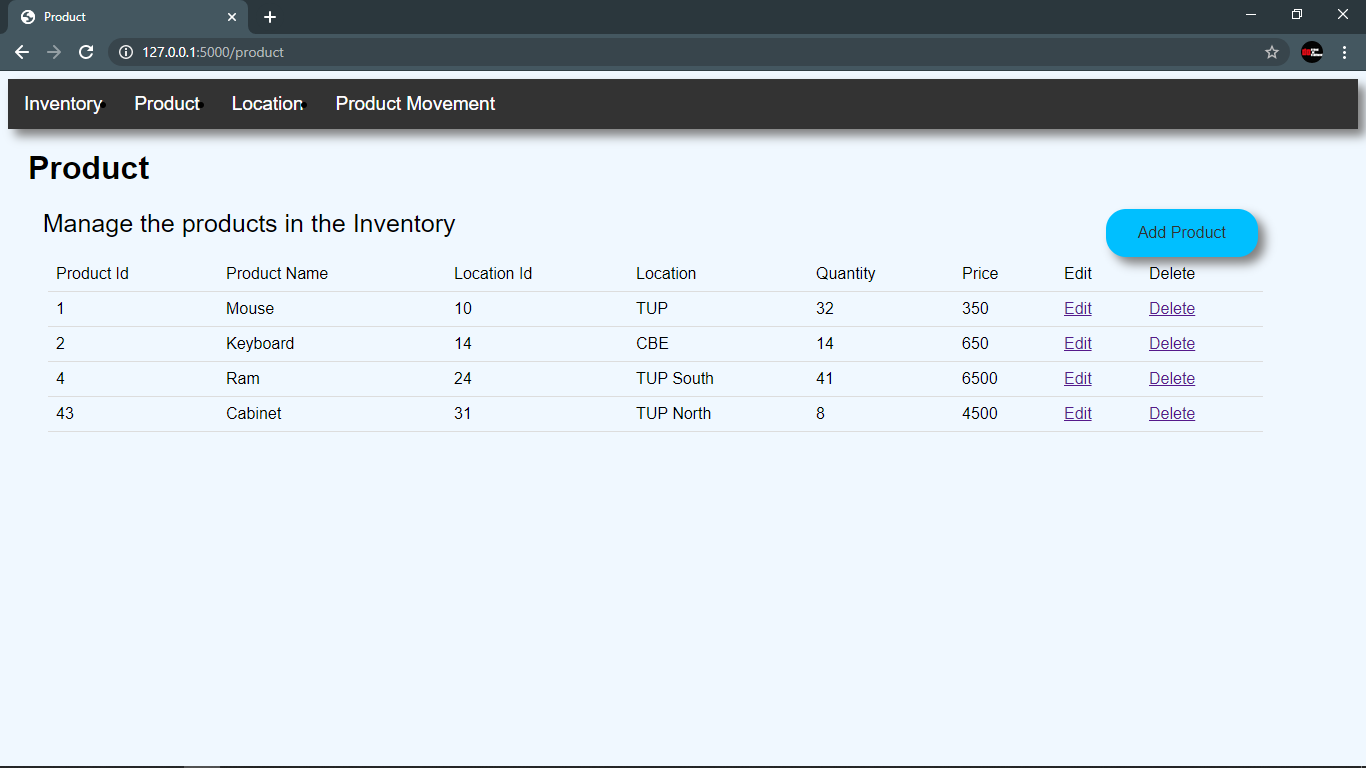 Product
127.0.0.1:5000/product
Inventory Product Location Product Movement
Product
Manage the products in the Inventory
Add Product
Product Id Product Name Location Id Location Quantity Price Edit Delete
1 Mouse 10 TUP 32 350 Edit Delete
2 Keyboard 14 CBE 14 650 Edit Delete
4 Ram 24 TUP South 41 6500 Edit Delete
43 Cabinet 31 TUP North 8 4500 Edit Delete